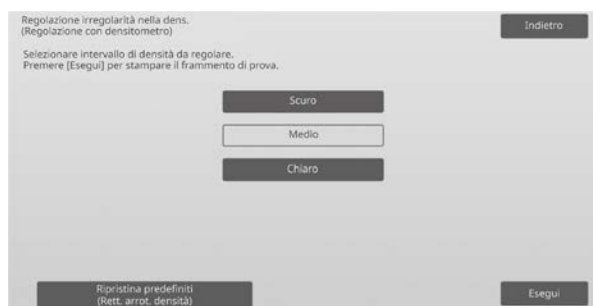 Regolazione irregolarità nella dens.
(Regolazione con densitometro)
Indietro
Selezionare intervallo di densità da regolare.
Premere [Esegui] per stampare il frammento di prova.
Scuro
Medio
Chiaro
Ripristina predefiniti
(Rett. arrot. densità)
Esegui